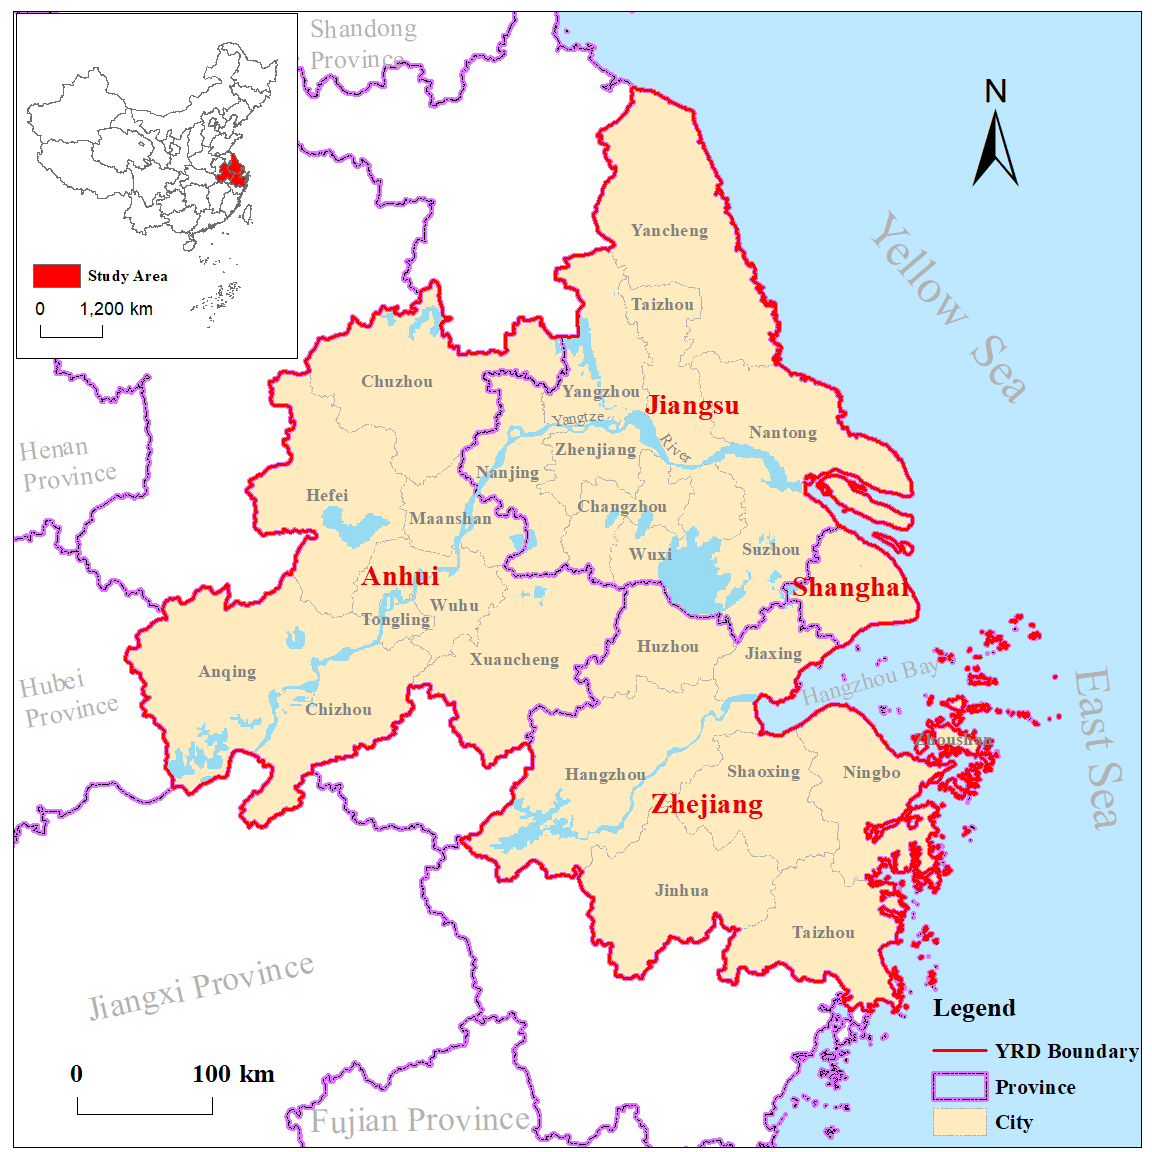 Shandong
Province
N
Study Area
0
1,200 km
Yellow Sea
Yancheng
Taizhou
Chuzhou
Yangzhou
Jiangsu
Yangtze
River
Nantong
Henan
Province
Zhenjiang
Nanjing
Hefei
Maanshan
Changzhou
Wuxi
Suzhou
Anhui
Shanghai
Wuhu
Tongling
Huzhou
Jiaxing
Xuancheng
Anqing
Hubei
Province
Chizhou
Hangzhou Bay
East Sea
Zhoushan
Hangzhou
Shaoxing
Ningbo
Zhejiang
Jinhua
Taizhou
Jiangxi Province
Legend
YRD Boundary
Province
City
0
100 km
Fujian Province